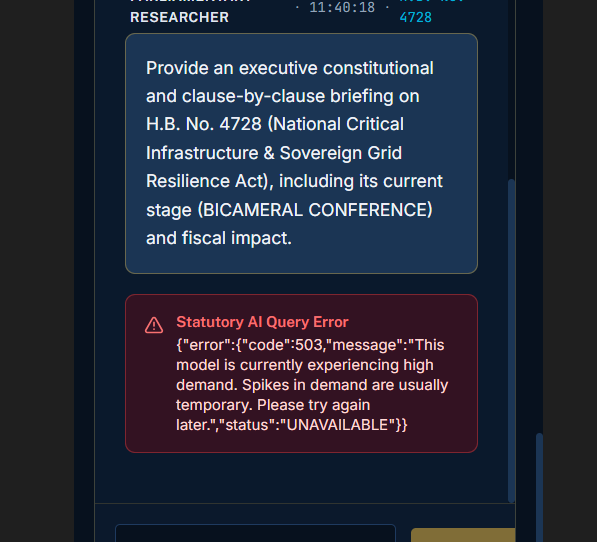 RESEARCHER
· 11:40:18 ·
4728
Provide an executive constitutional
and clause-by-clause briefing on
H.B. No. 4728 (National Critical
Infrastructure & Sovereign Grid
Resilience Act), including its current
stage (BICAMERAL CONFERENCE)
and fiscal impact.
Statutory AI Query Error
{"error":{"code":503,"message":"This
model is currently experiencing high
demand. Spikes in demand are usually
temporary. Please try again
later.","status":"UNAVAILABLE"}}